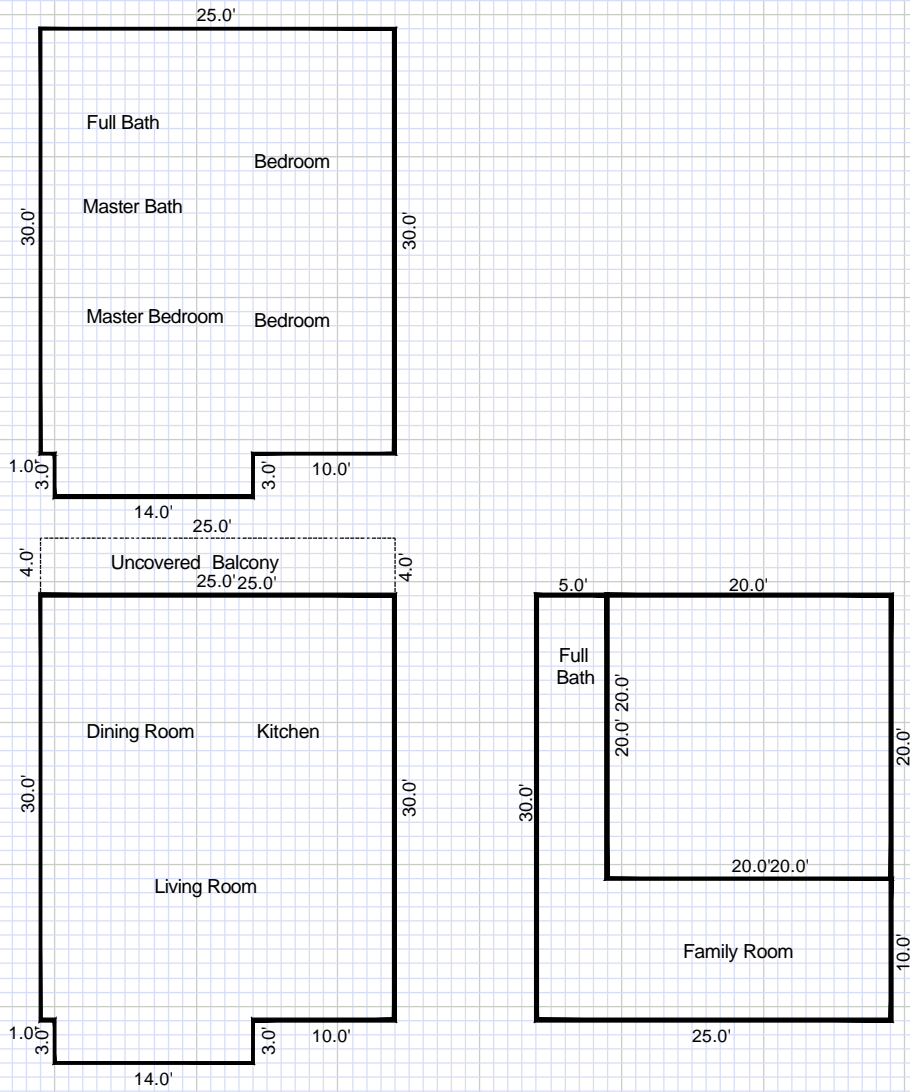 25.0'
Full Bath
Bedroom
Master Bath
30.0'
30.0'
Master Bedroom
Bedroom
1.0'
3.0'
3.0'
10.0'
14.0'
25.0'
4.0'
Uncovered Balcony
4.0'
25.0'
25.0'
Dining Room
Kitchen
30.0'
30.0'
Living Room
1.0'
3.0'
3.0'
10.0'
14.0'
5.0'
20.0'
Full
Bath
20.0'
20.0'
20.0'
30.0'
20.0'
20.0'
Family Room
10.0'
25.0'